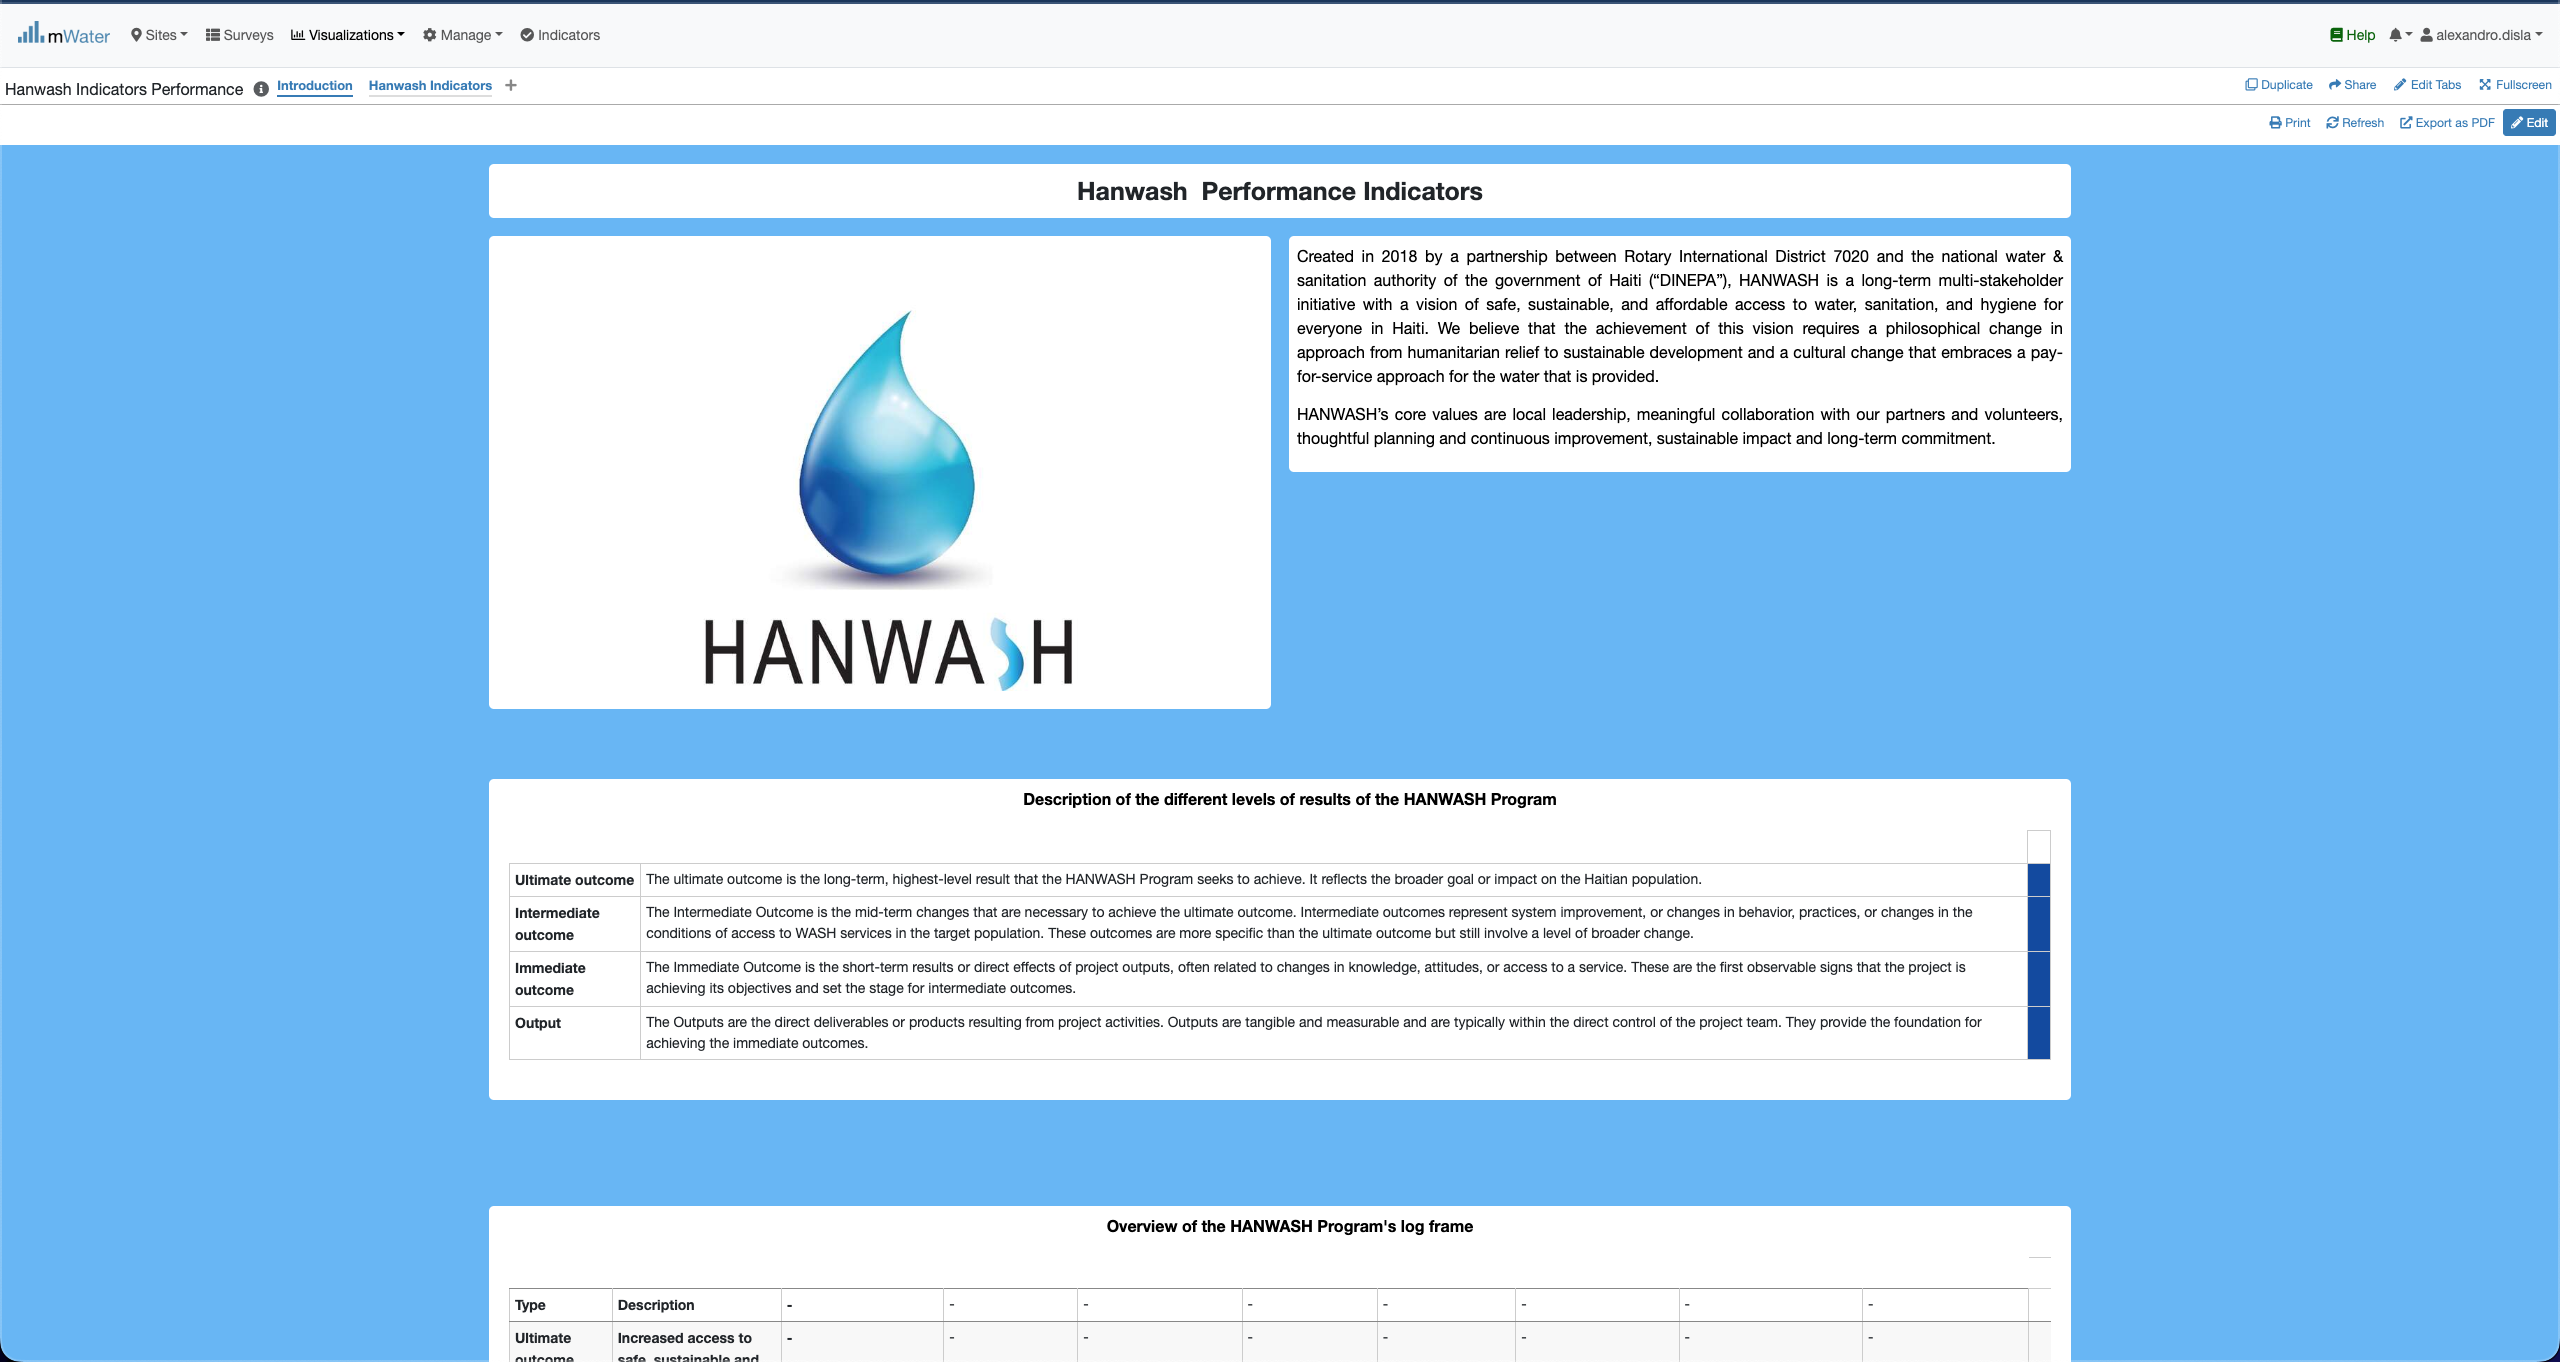 mWater Sites Surveys Visualizations Manage Indicators Help alexandro.disla
Hanwash Indicators Performance Introduction Hanwash Indicators + Duplicate Share Edit Tabs Fullscreen
Print Refresh Export as PDF Edit
Hanwash Performance Indicators
HANWASH
Created in 2018 by a partnership between Rotary International District 7020 and the national water &
sanitation authority of the government of Haiti (“DINEPA”), HANWASH is a long-term multi-stakeholder
initiative with a vision of safe, sustainable, and affordable access to water, sanitation, and hygiene for
everyone in Haiti. We believe that the achievement of this vision requires a philosophical change in
approach from humanitarian relief to sustainable development and a cultural change that embraces a pay-
for-service approach for the water that is provided.
HANWASH’s core values are local leadership, meaningful collaboration with our partners and volunteers,
thoughtful planning and continuous improvement, sustainable impact and long-term commitment.
Description of the different levels of results of the HANWASH Program
Ultimate outcome The ultimate outcome is the long-term, highest-level result that the HANWASH Program seeks to achieve. It reflects the broader goal or impact on the Haitian population.
Intermediate
outcome
The Intermediate Outcome is the mid-term changes that are necessary to achieve the ultimate outcome. Intermediate outcomes represent system improvement, or changes in behavior, practices, or changes in the
conditions of access to WASH services in the target population. These outcomes are more specific than the ultimate outcome but still involve a level of broader change.
Immediate
outcome
The Immediate Outcome is the short-term results or direct effects of project outputs, often related to changes in knowledge, attitudes, or access to a service. These are the first observable signs that the project is
achieving its objectives and set the stage for intermediate outcomes.
Output
The Outputs are the direct deliverables or products resulting from project activities. Outputs are tangible and measurable and are typically within the direct control of the project team. They provide the foundation for
achieving the immediate outcomes.
Overview of the HANWASH Program's log frame
Type Description - - - - - - - -
Ultimate
outcome
Increased access to
safe, sustainable and
- - - - - - - -